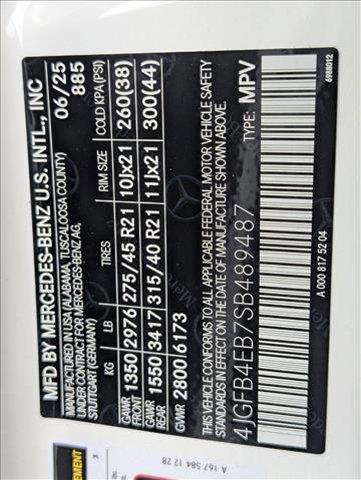 MFD BY MERCEDES-BENZ U.S. INTL., INC
MANUFACTURED IN USA (ALABAMA, TUSCALOOSA COUNTY)
UNDER CONTRACT FOR MERCEDES-BENZ AG,
STUTTGART (GERMANY)
06/25
885
KG LB TIRES RIM SIZE COLD KPA(PSI)
GAWR FRONT 1350 2976 275/45 R21 10Jx21 260(38)
GAWR REAR 1550 3417 315/40 R21 11Jx21 300(44)
GVWR 2800 6173
THIS VEHICLE CONFORMS TO ALL APPLICABLE FEDERAL MOTOR VEHICLE SAFETY
STANDARDS IN EFFECT ON THE DATE OF MANUFACTURE SHOWN ABOVE.
4JGFB4EB7SB489487 TYPE: MPV
A 000 817 52 04
6988012
A 167 584 12 28